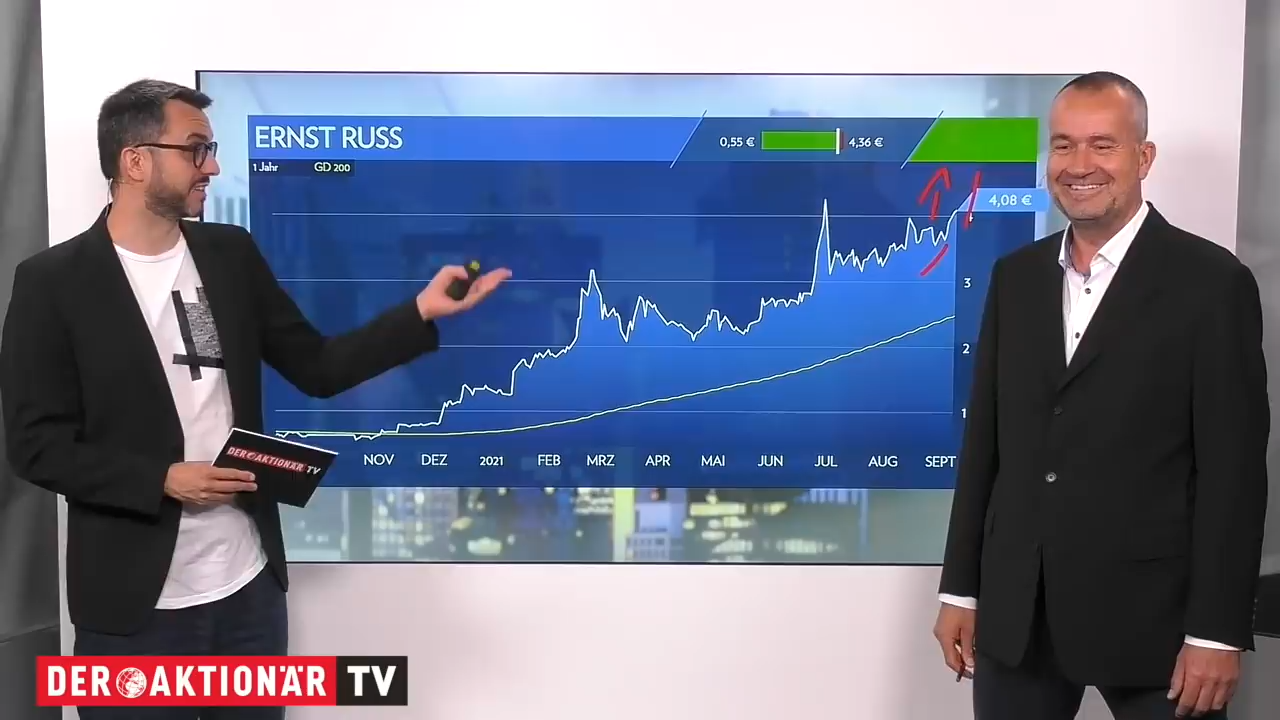 ERNST RUSS
0,55 €
4,36 €
1 Jahr
GD 200
4,08 €
3
2
1
NOV DEZ 2021 FEB MRZ APR MAI JUN JUL AUG SEPT
DER AKTIONÄR TV
DER AKTIONÄR TV